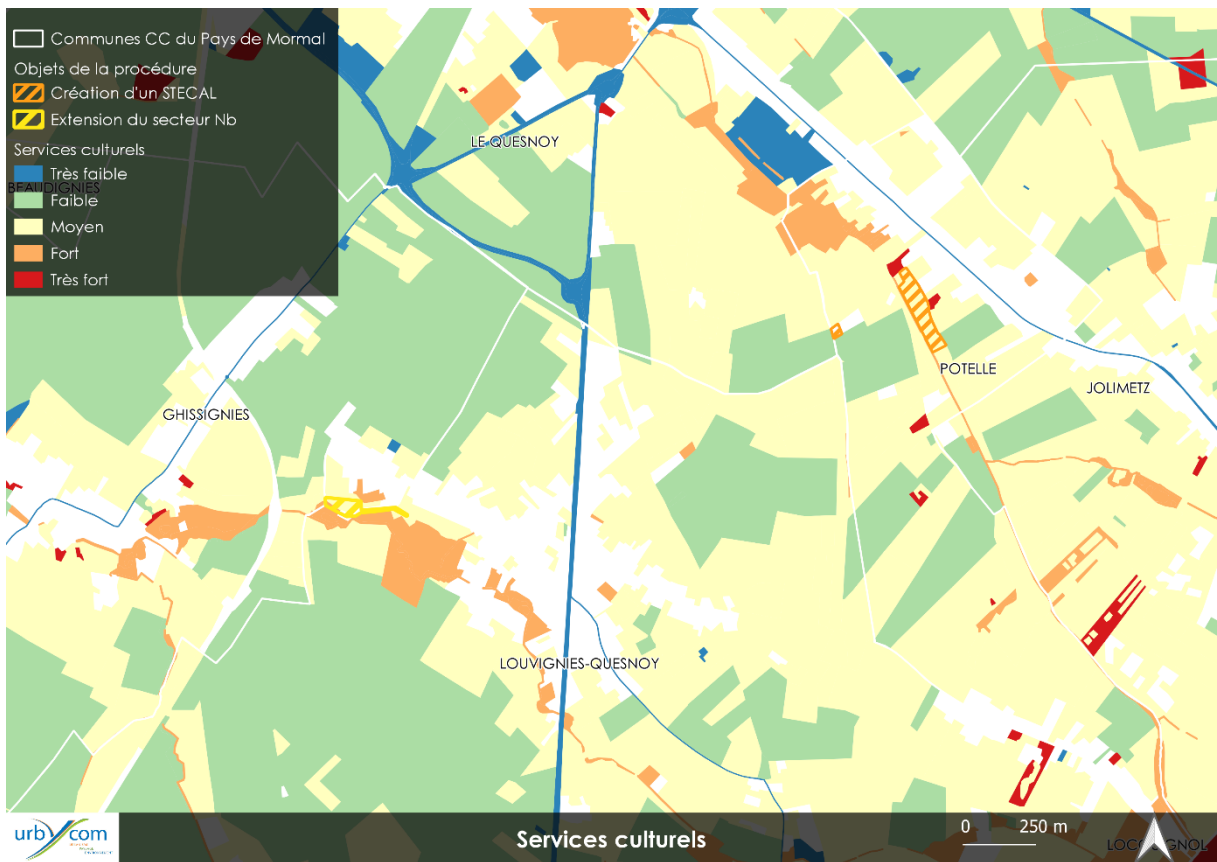 Communes CC du Pays de Mormal
Objets de la procédure
Création d'un STECAL
Extension du secteur Nb
Services culturels
Très faible
BEAUDIGNIES
Faible
Moyen
Fort
Très fort
LE-QUESNOY
POTELLE
JOLIMETZ
GHISSIGNIES
LOUVIGNIES-QUESNOY
urbycom
Services culturels
0 250 m